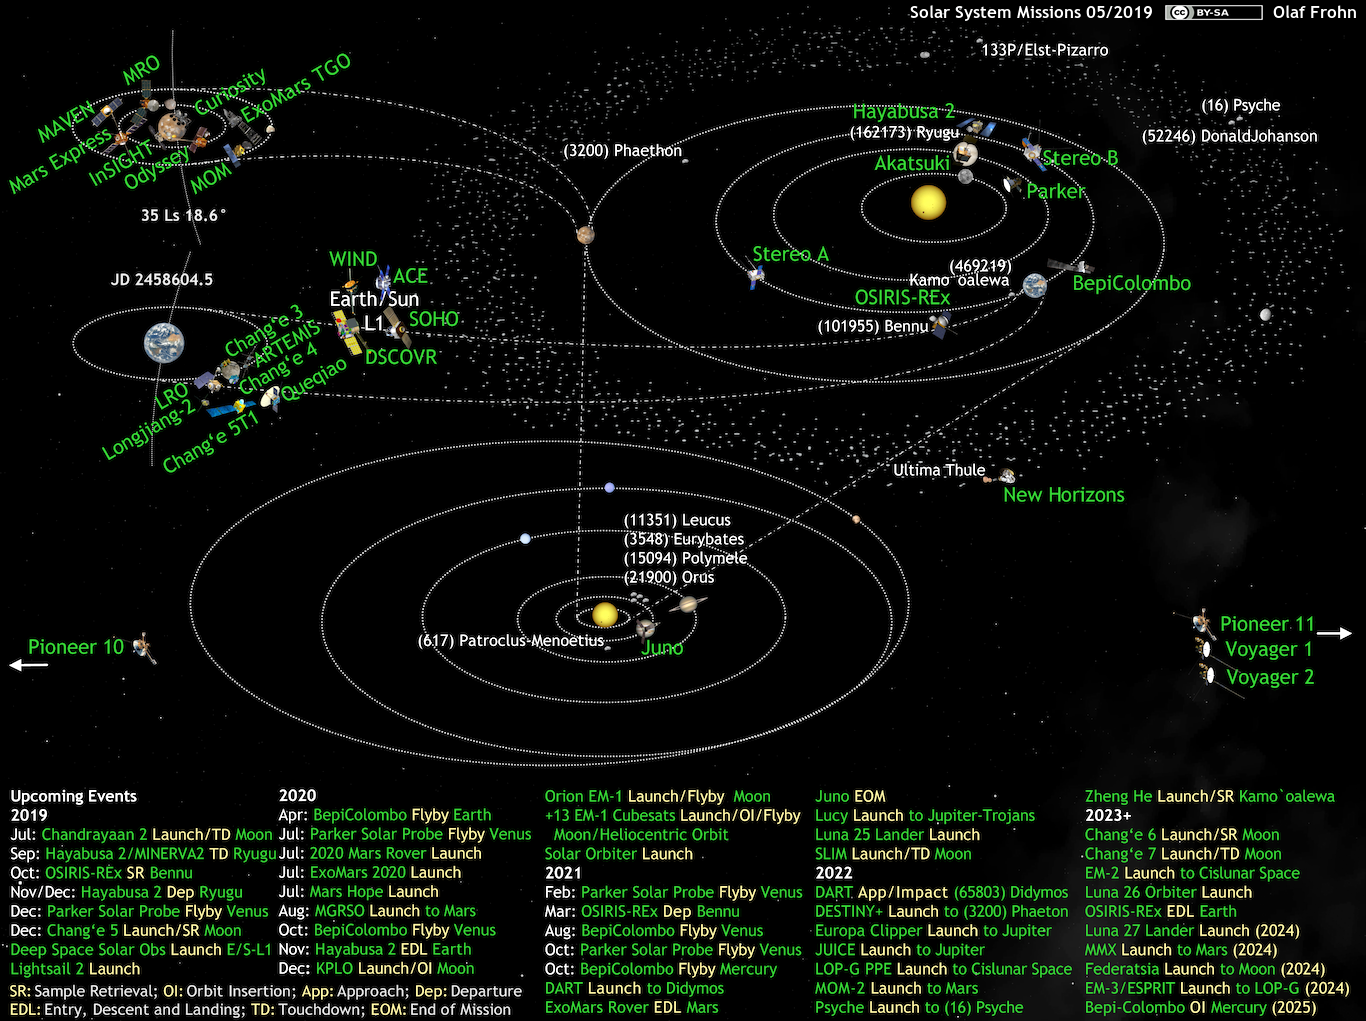 Solar System Missions 05/2019 cc BY-SA Olaf Frohn
133P/Elst-Pizarro
(16) Psyche
(52246) DonaldJohanson
MRO
MAVEN
Curiosity
ExoMars TGO
Mars Express
InSIGHT
Odyssey
MOM
35 Ls 18.6°
(3200) Phaethon
Hayabusa 2
(162173) Ryugu
Akatsuki
Stereo B
Parker
Stereo A
(469219)
Kamo`oalewa
OSIRIS-REx
(101955) Bennu
BepiColombo
JD 2458604.5
WIND
ACE
Earth/Sun
L1
SOHO
DSCOVR
Chang‘e 3
ARTEMIS
Chang‘e 4
Queqiao
LRO
Longjiang-2
Chang‘e 5T1
Ultima Thule
New Horizons
(11351) Leucus
(3548) Eurybates
(15094) Polymele
(21900) Orus
(617) Patroclus-Menoetius
Juno
Pioneer 10
Pioneer 11
Voyager 1
Voyager 2
Upcoming Events
2019
Jul: Chandrayaan 2 Launch/TD Moon
Sep: Hayabusa 2/MINERVA2 TD Ryugu
Oct: OSIRIS-REx SR Bennu
Nov/Dec: Hayabusa 2 Dep Ryugu
Dec: Parker Solar Probe Flyby Venus
Dec: Chang‘e 5 Launch/SR Moon
Deep Space Solar Obs Launch E/S-L1
Lightsail 2 Launch
2020
Apr: BepiColombo Flyby Earth
Jul: Parker Solar Probe Flyby Venus
Jul: 2020 Mars Rover Launch
Jul: ExoMars 2020 Launch
Jul: Mars Hope Launch
Aug: MGRSO Launch to Mars
Oct: BepiColombo Flyby Venus
Nov: Hayabusa 2 EDL Earth
Dec: KPLO Launch/OI Moon
Orion EM-1 Launch/Flyby Moon
+13 EM-1 Cubesats Launch/OI/Flyby
Moon/Heliocentric Orbit
Solar Orbiter Launch
2021
Feb: Parker Solar Probe Flyby Venus
Mar: OSIRIS-REx Dep Bennu
Aug: BepiColombo Flyby Venus
Oct: Parker Solar Probe Flyby Venus
Oct: BepiColombo Flyby Mercury
DART Launch to Didymos
ExoMars Rover EDL Mars
Juno EOM
Lucy Launch to Jupiter-Trojans
Luna 25 Lander Launch
SLIM Launch/TD Moon
2022
DART App/Impact (65803) Didymos
DESTINY+ Launch to (3200) Phaeton
Europa Clipper Launch to Jupiter
JUICE Launch to Jupiter
LOP-G PPE Launch to Cislunar Space
MOM-2 Launch to Mars
Psyche Launch to (16) Psyche
Zheng He Launch/SR Kamo`oalewa
2023+
Chang‘e 6 Launch/SR Moon
Chang‘e 7 Launch/TD Moon
EM-2 Launch to Cislunar Space
Luna 26 Orbiter Launch
OSIRIS-REx EDL Earth
Luna 27 Lander Launch (2024)
MMX Launch to Mars (2024)
Federatsia Launch to Moon (2024)
EM-3/ESPRIT Launch to LOP-G (2024)
Bepi-Colombo OI Mercury (2025)
SR: Sample Retrieval; OI: Orbit Insertion; App: Approach; Dep: Departure
EDL: Entry, Descent and Landing; TD: Touchdown; EOM: End of Mission